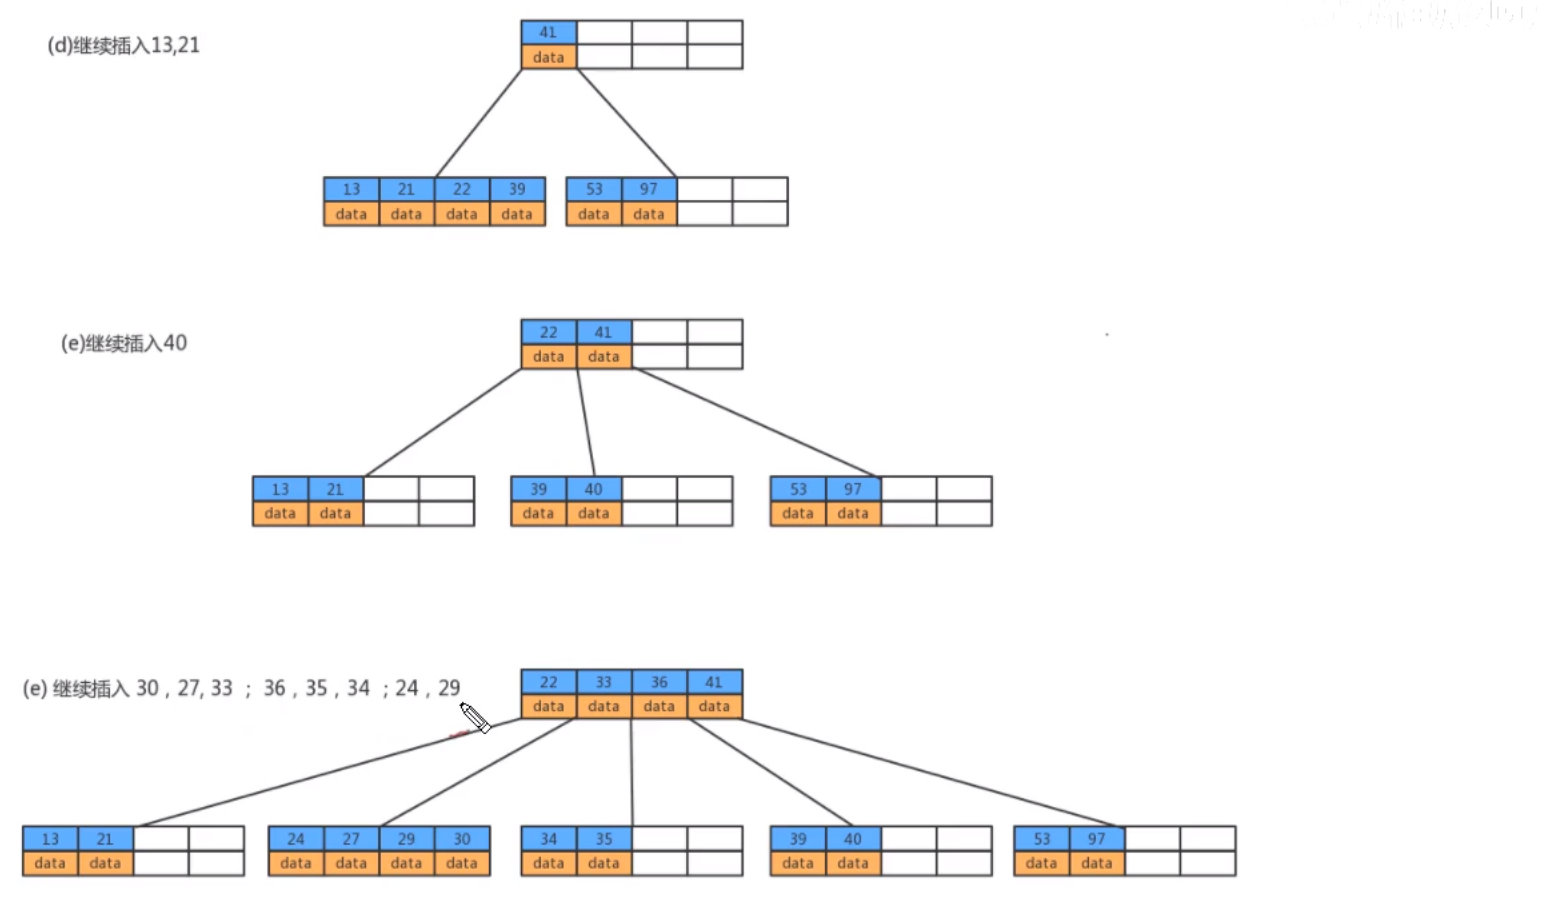 (d)继续插入13,21
41
data
13 21 22 39 53 97
data data data data data data
(e)继续插入40
22 41
data data
13 21 39 40 53 97
data data data data data data
(e) 继续插入 30 , 27, 33 ； 36 , 35 , 34 ；24 , 29
22 33 36 41
data data data data
13 21 24 27 29 30 34 35 39 40 53 97
data data data data data data data data data data data data